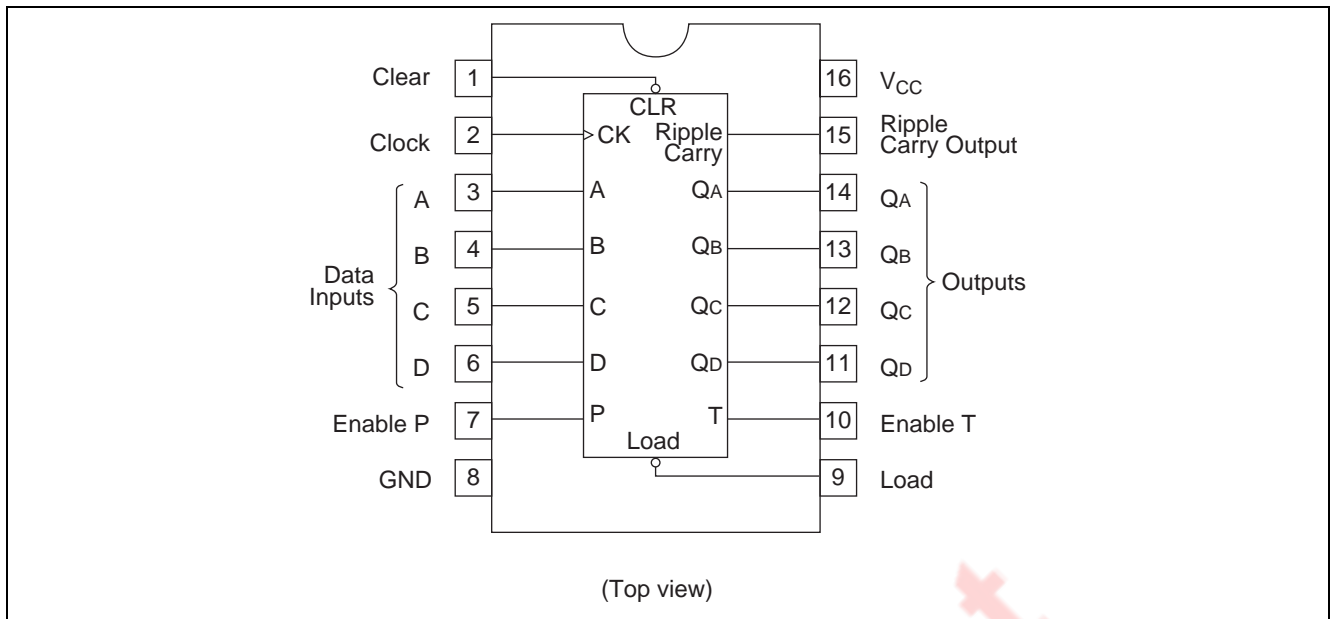 Clear 1 16 VCC
CLR
Clock 2 CK Ripple Carry 15 Ripple Carry Output
A 3 A QA 14 QA
B 4 B QB 13 QB
Data Inputs
Outputs
C 5 C QC 12 QC
D 6 D QD 11 QD
Enable P 7 P T 10 Enable T
Load
GND 8 9 Load
(Top view)